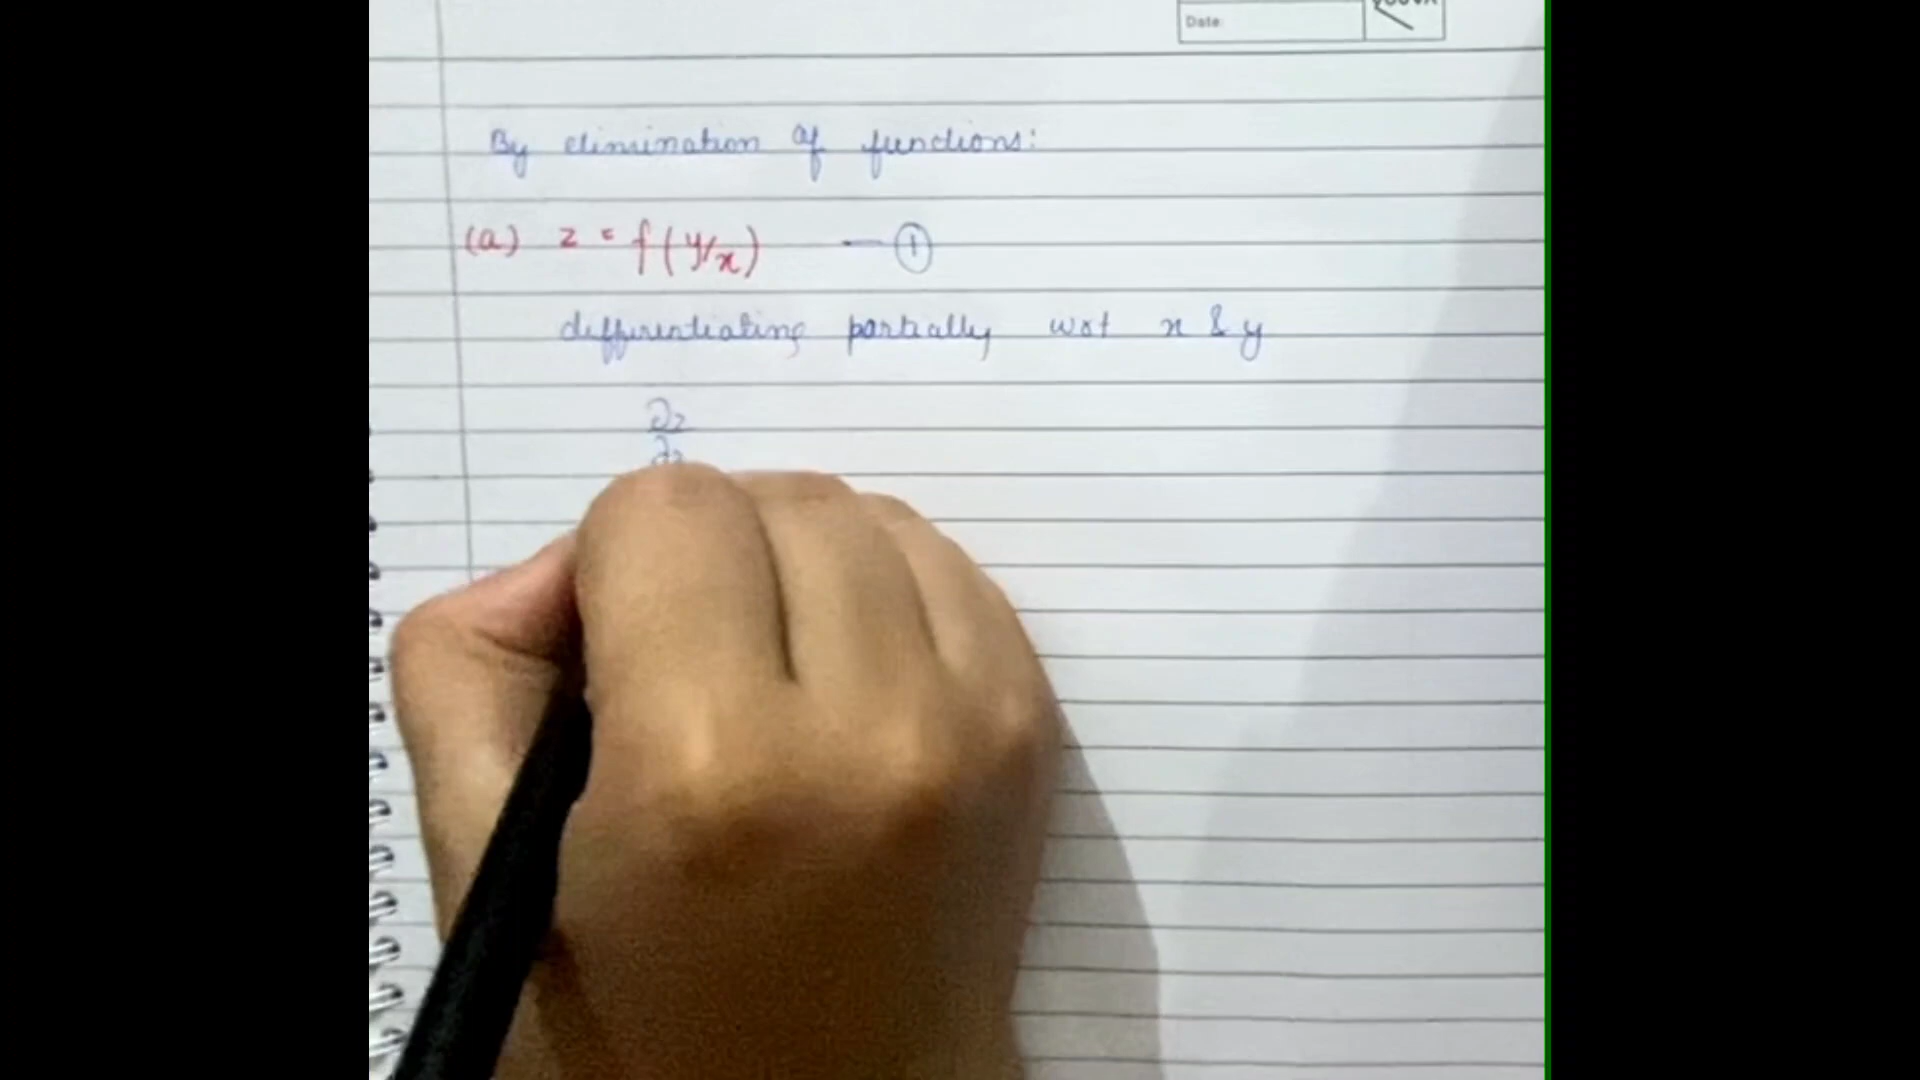 Date:
By elimination of functions:
(a) z = f(y/x) — ①
differentiating partially wrt x & y
∂z